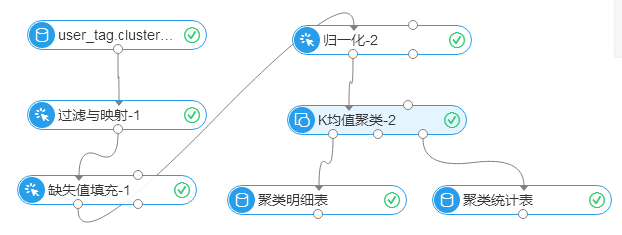 user_tag.cluster...
过滤与映射-1
缺失值填充-1
归一化-2
K均值聚类-2
聚类明细表
聚类统计表